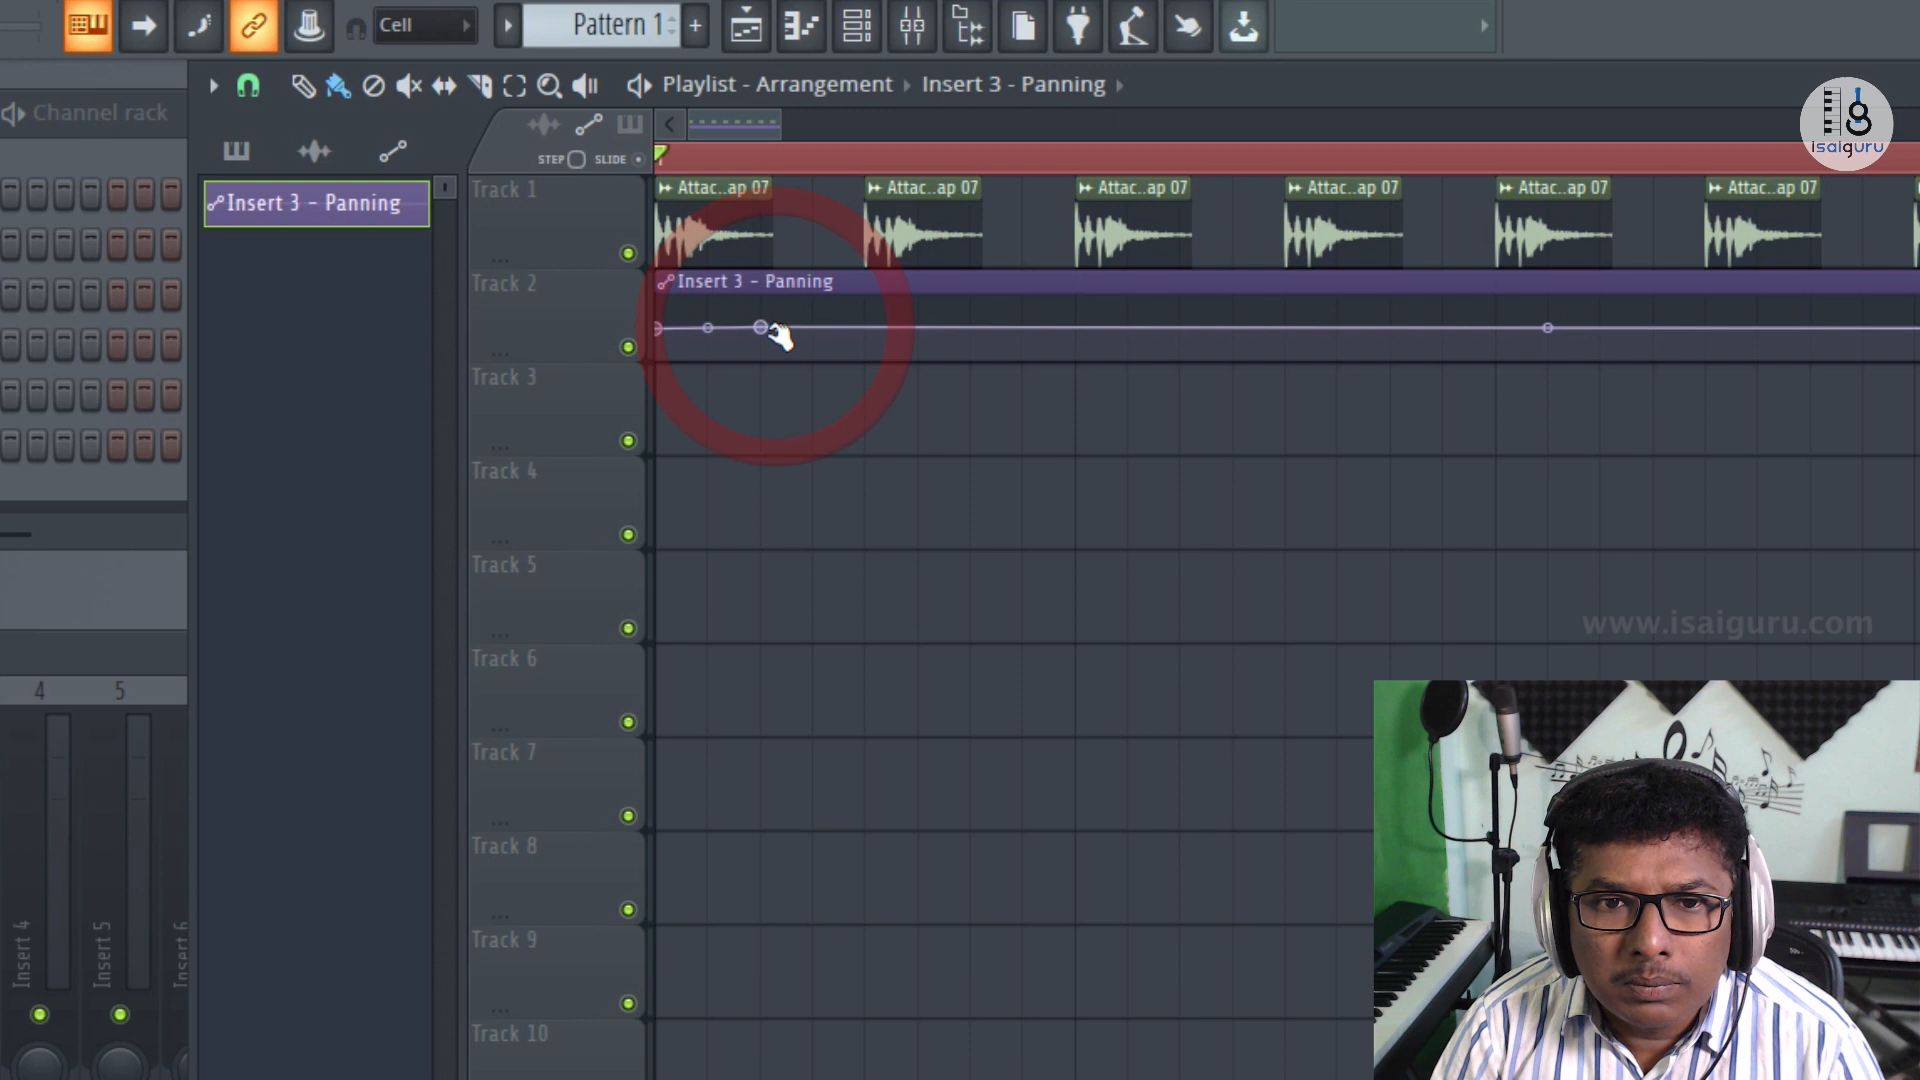 Cell
Pattern 1
Channel rack
Playlist - Arrangement
Insert 3 - Panning
isaiguru
STEP
SLIDE
Insert 3 - Panning
Track 1
Attac..ap 07
Attac..ap 07
Attac..ap 07
Attac..ap 07
Attac..ap 07
Attac..ap 07
Track 2
Insert 3 - Panning
Track 3
Track 4
Track 5
www.isaiguru.com
Track 6
4
5
Track 7
Track 8
Insert 4
Insert 5
Insert 6
Track 9
Track 10